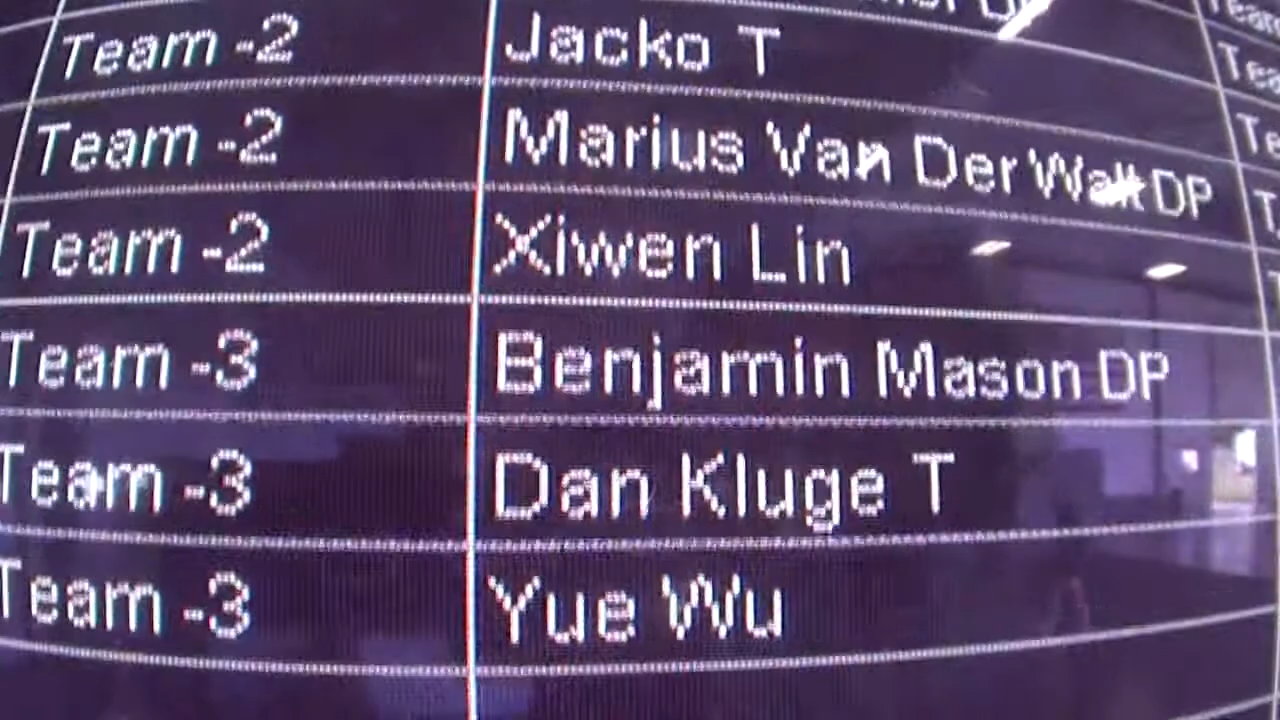 Team -2 Jacko T
Team -2 Marius Van Der Walt DP
Team -2 Xiwen Lin
Team -3 Benjamin Mason DP
Team -3 Dan Kluge T
Team -3 Yue Wu